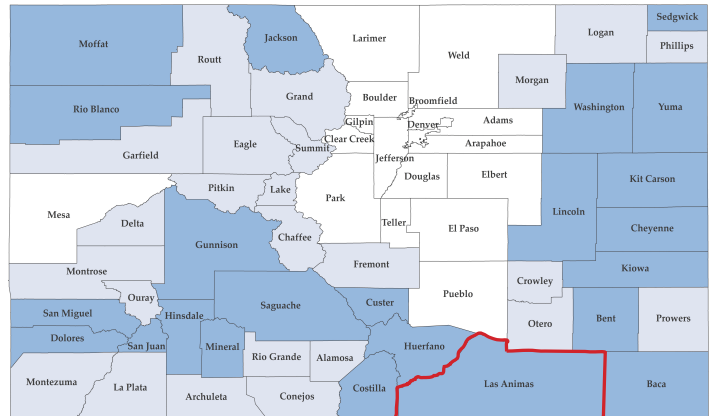 Moffat
Routt
Jackson
Larimer
Weld
Logan
Sedgwick
Phillips
Morgan
Rio Blanco
Grand
Boulder
Broomfield
Washington
Yuma
Gilpin
Denver
Adams
Clear Creek
Arapahoe
Garfield
Eagle
Summit
Jefferson
Douglas
Elbert
Kit Carson
Pitkin
Lake
Park
Mesa
Delta
Chaffee
Teller
El Paso
Lincoln
Cheyenne
Gunnison
Fremont
Montrose
Kiowa
Crowley
Ouray
Pueblo
Custer
Saguache
San Miguel
Hinsdale
Otero
Bent
Prowers
Dolores
San Juan
Mineral
Rio Grande
Alamosa
Huerfano
Montezuma
La Plata
Archuleta
Conejos
Costilla
Las Animas
Baca